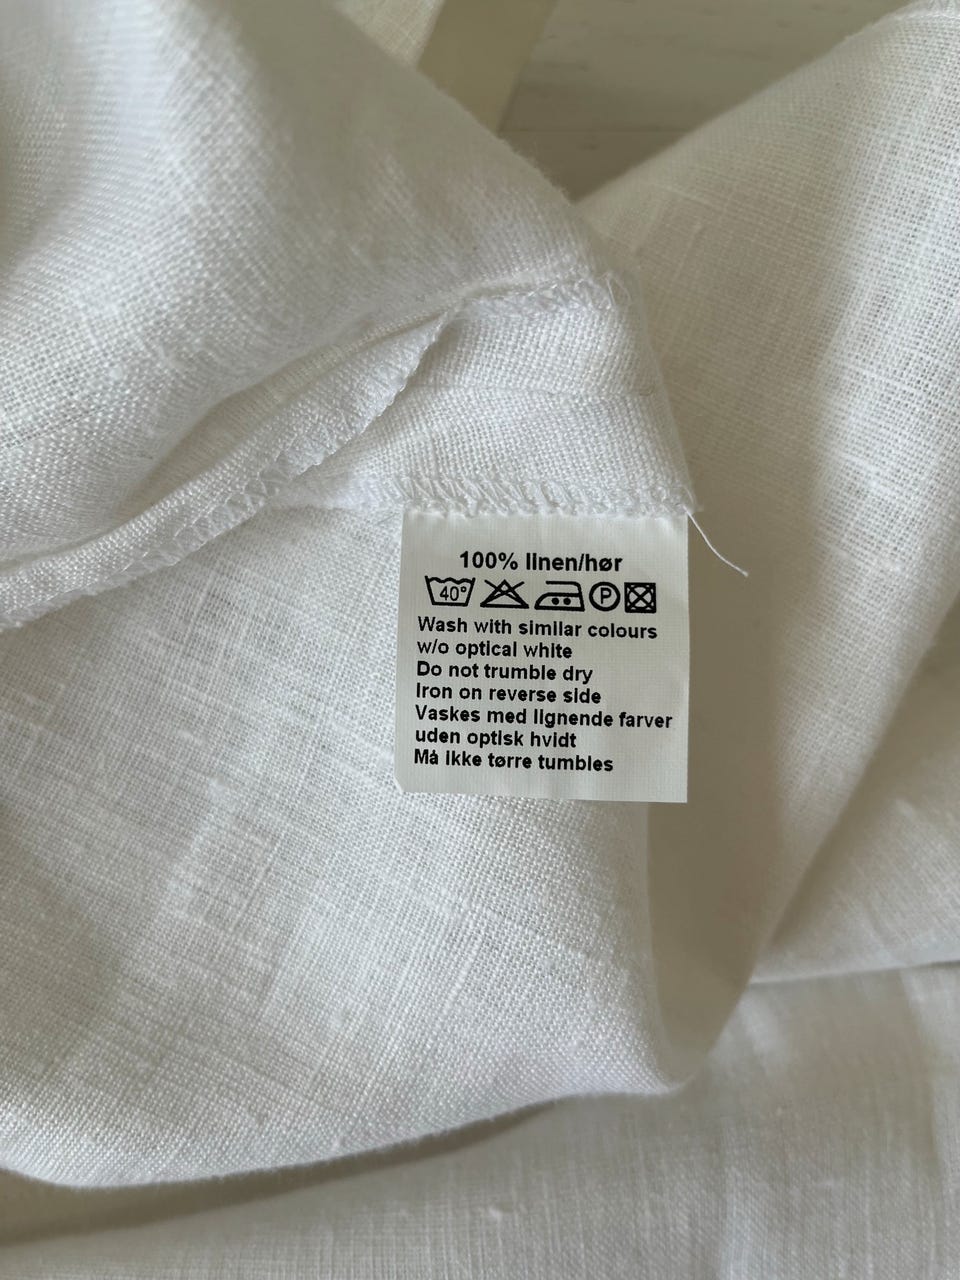 100% linen/hør
40° P
Wash with similar colours
w/o optical white
Do not trumble dry
Iron on reverse side
Vaskes med lignende farver
uden optisk hvidt
Må ikke tørre tumbles